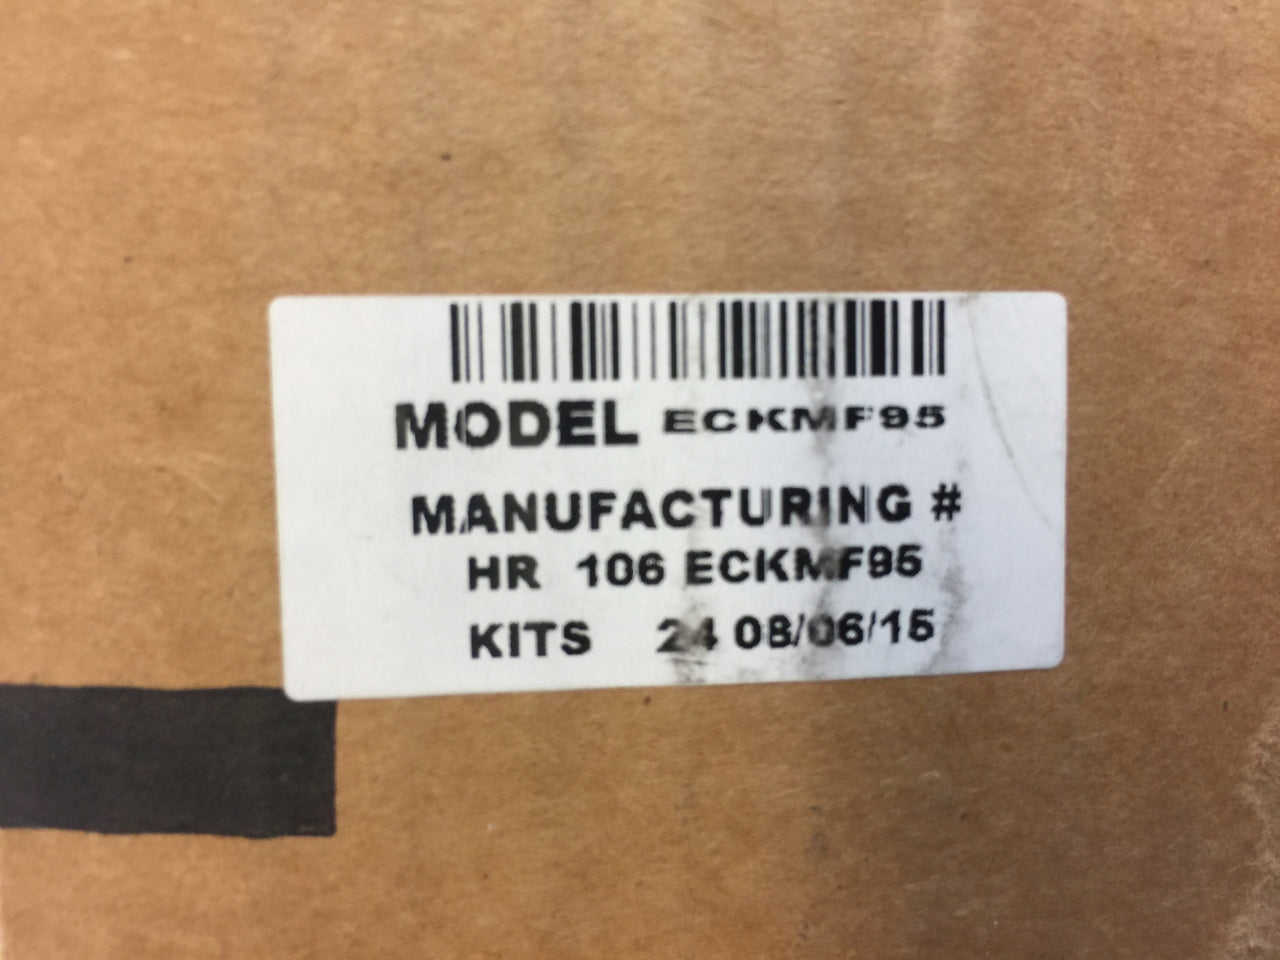 MODEL ECKMF95
MANUFACTURING #
HR 106 ECKMF95
KITS 24 08/06/15